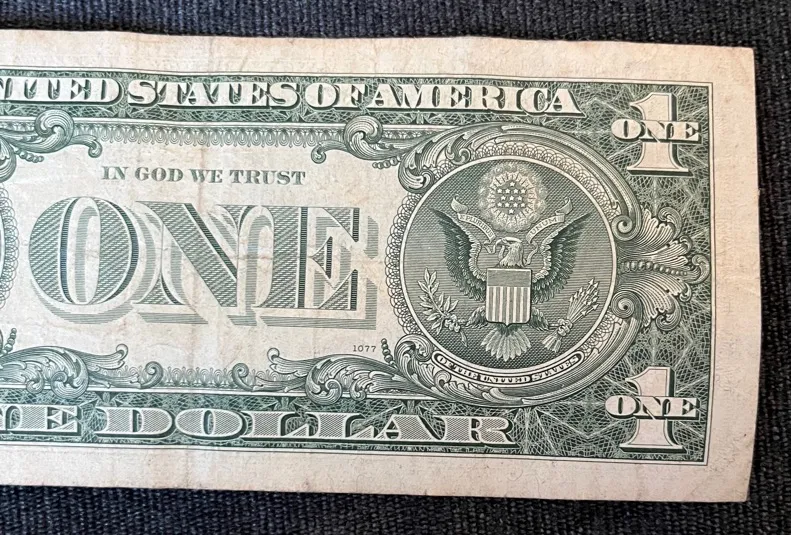 NITED STATES OF AMERICA
ONE
IN GOD WE TRUST
ONE
1077
OF THE UNITED STATES
ONE
NE DOLLAR